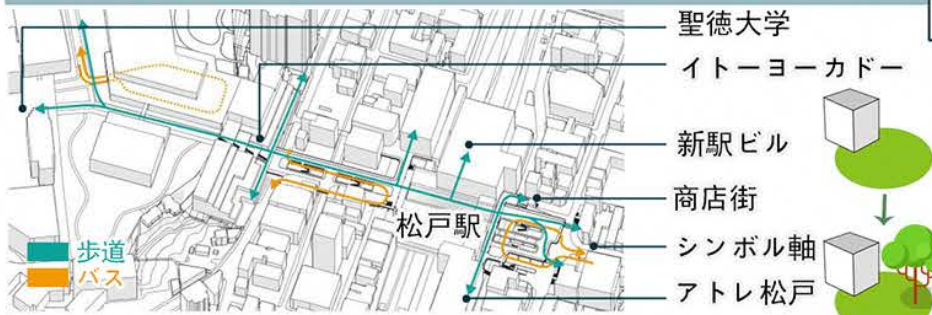 聖徳大学
イトーヨーカドー
新駅ビル
商店街
松戸駅
シンボル軸
アトレ松戸
歩道
バス